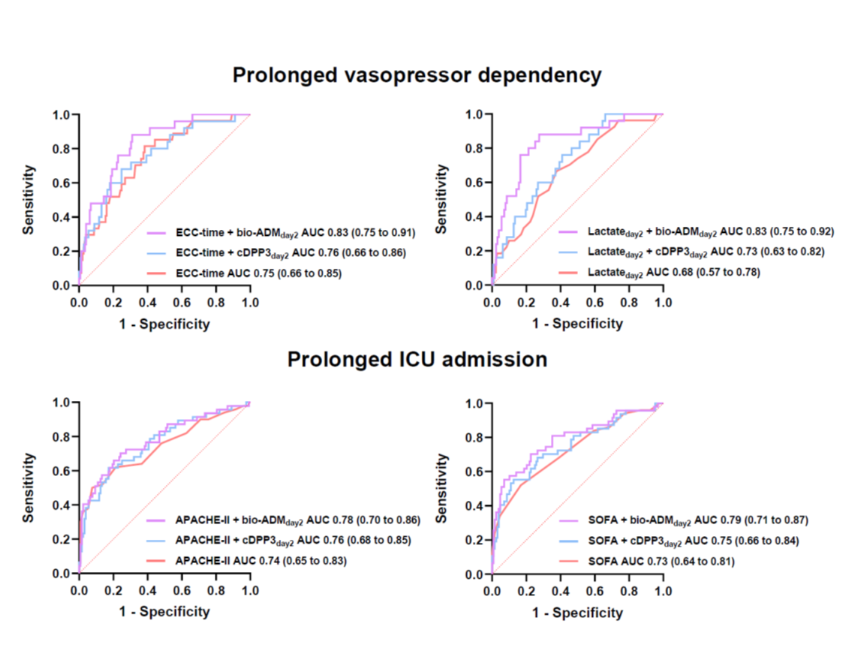 Prolonged vasopressor dependency
1.0
0.8
0.6
0.4
0.2
0.0
Sensitivity
ECC-time + bio-ADMday2 AUC 0.83 (0.75 to 0.91)
ECC-time + cDPP3day2 AUC 0.76 (0.66 to 0.86)
ECC-time AUC 0.75 (0.66 to 0.85)
0.0 0.2 0.4 0.6 0.8 1.0
1 - Specificity
1.0
0.8
0.6
0.4
0.2
0.0
Sensitivity
Lactateday2 + bio-ADMday2 AUC 0.83 (0.75 to 0.92)
Lactateday2 + cDPP3day2 AUC 0.73 (0.63 to 0.82)
Lactateday2 AUC 0.68 (0.57 to 0.78)
0.0 0.2 0.4 0.6 0.8 1.0
1 - Specificity
Prolonged ICU admission
1.0
0.8
0.6
0.4
0.2
0.0
Sensitivity
APACHE-II + bio-ADMday2 AUC 0.78 (0.70 to 0.86)
APACHE-II + cDPP3day2 AUC 0.76 (0.68 to 0.85)
APACHE-II AUC 0.74 (0.65 to 0.83)
0.0 0.2 0.4 0.6 0.8 1.0
1 - Specificity
1.0
0.8
0.6
0.4
0.2
0.0
Sensitivity
SOFA + bio-ADMday2 AUC 0.79 (0.71 to 0.87)
SOFA + cDPP3day2 AUC 0.75 (0.66 to 0.84)
SOFA AUC 0.73 (0.64 to 0.81)
0.0 0.2 0.4 0.6 0.8 1.0
1 - Specificity